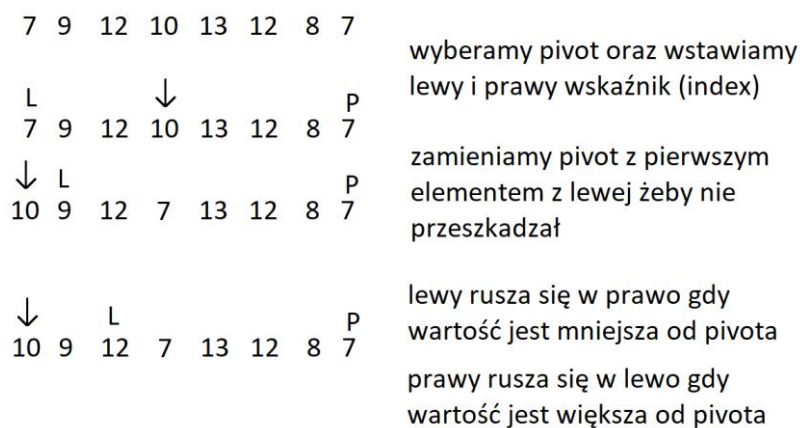 7 9 12 10 13 12 8 7
wyberamy pivot oraz wstawiamy
lewy i prawy wskaźnik (index)
L ↓ P
7 9 12 10 13 12 8 7
zamieniamy pivot z pierwszym
elementem z lewej żeby nie
przeszkadzał
↓ L P
10 9 12 7 13 12 8 7
lewy rusza się w prawo gdy
wartość jest mniejsza od pivota
↓ L P
10 9 12 7 13 12 8 7
prawy rusza się w lewo gdy
wartość jest większa od pivota